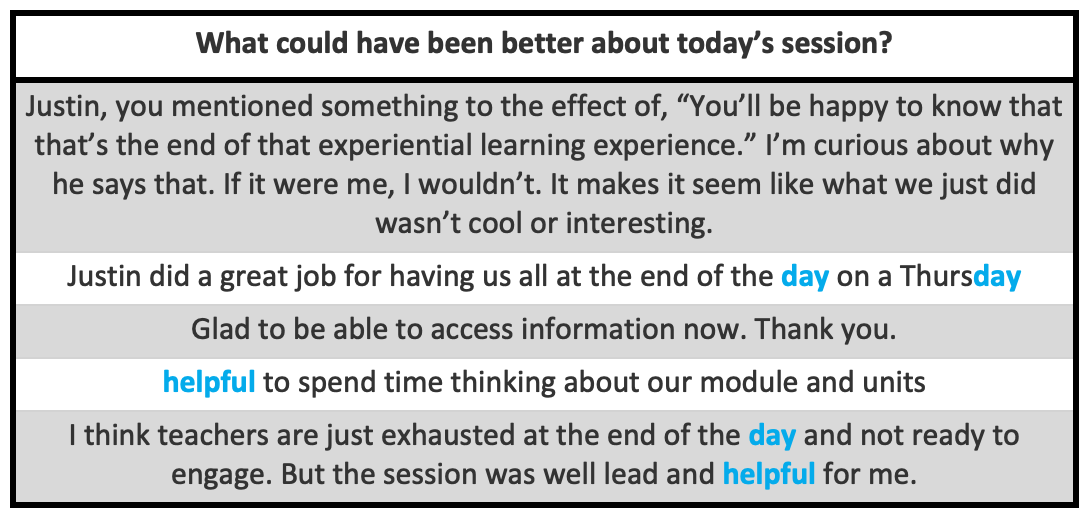 What could have been better about today’s session?
Justin, you mentioned something to the effect of, “You’ll be happy to know that
that’s the end of that experiential learning experience.” I’m curious about why
he says that. If it were me, I wouldn’t. It makes it seem like what we just did
wasn’t cool or interesting.
Justin did a great job for having us all at the end of the day on a Thursday
Glad to be able to access information now. Thank you.
helpful to spend time thinking about our module and units
I think teachers are just exhausted at the end of the day and not ready to
engage. But the session was well lead and helpful for me.